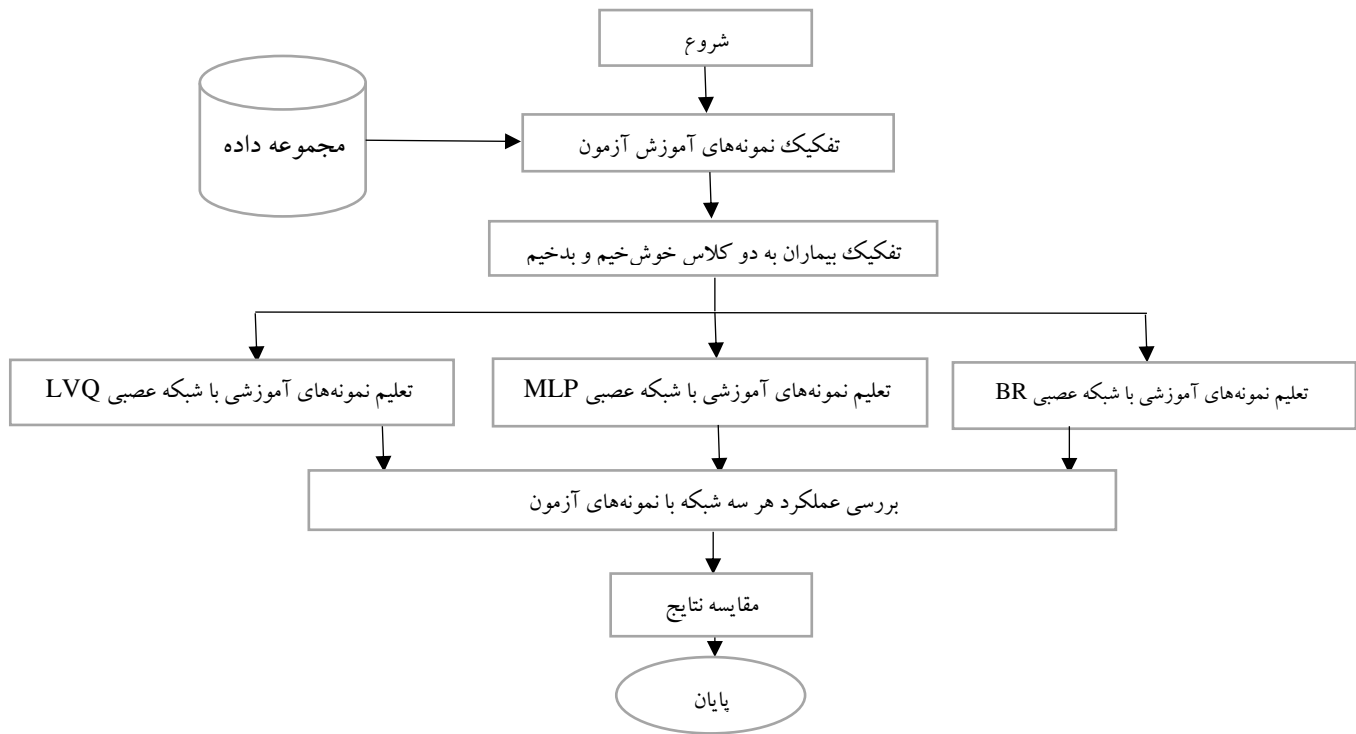 شروع
مجموعه داده
تفکیک نمونه‌های آموزش آزمون
تفکیک بیماران به دو کلاس خوش‌خیم و بدخیم
تعلیم نمونه‌های آموزشی با شبکه عصبی BR
تعلیم نمونه‌های آموزشی با شبکه عصبی MLP
تعلیم نمونه‌های آموزشی با شبکه عصبی LVQ
بررسی عملکرد هر سه شبکه با نمونه‌های آزمون
مقایسه نتایج
پایان